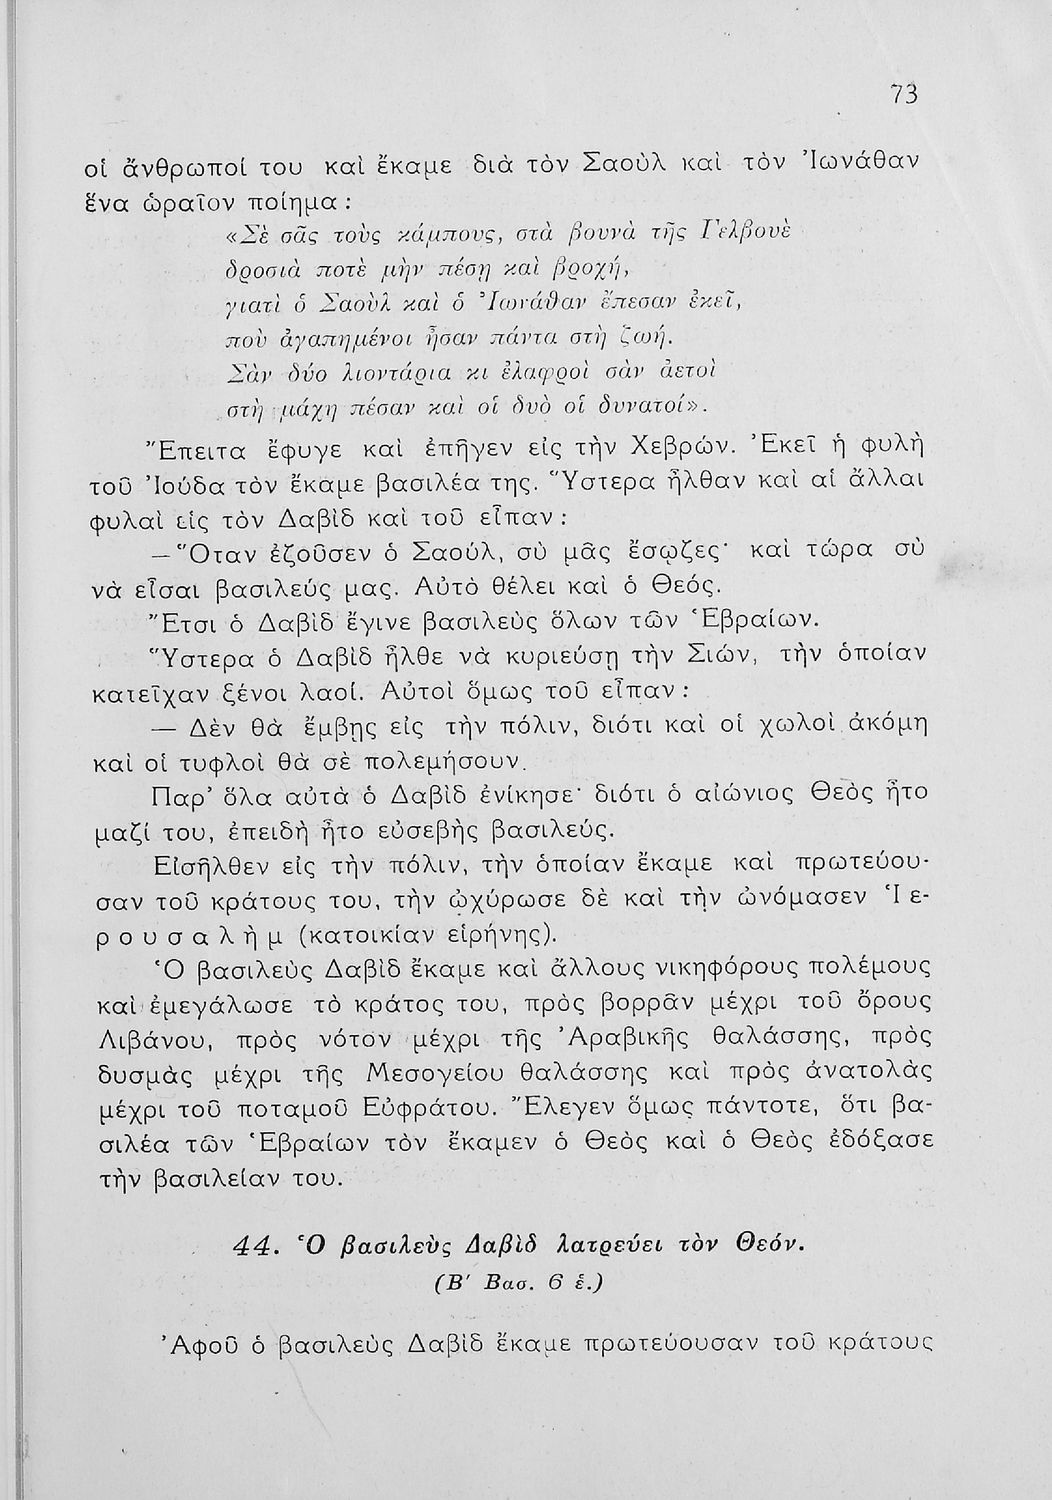 73
οἱ ἄνθρωποί του καὶ ἔκαμε διὰ τὸν Σαοὺλ καὶ τὸν Ἰωνάθαν
ἕνα ὡραῖον ποίημα :
«Σὲ σᾶς τοὺς κάμπους, στὰ βουνὰ τῆς Γελβουὲ
δροσιὰ ποτὲ μὴν πέσῃ καὶ βροχή,
γιατὶ ὁ Σαοὺλ καὶ ὁ Ἰωνάθαν ἔπεσαν ἐκεῖ,
ποὺ ἀγαπημένοι ἦσαν πάντα στὴ ζωή.
Σὰν δύο λιοντάρια κι ἐλαφροὶ σὰν ἀετοὶ
στὴ μάχη πέσαν καὶ οἱ δυὸ οἱ δυνατοί».
Ἔπειτα ἔφυγε καὶ ἐπῆγεν εἰς τὴν Χεβρών. Ἐκεῖ ἡ φυλὴ
τοῦ Ἰούδα τὸν ἔκαμε βασιλέα της. Ὕστερα ἦλθαν καὶ αἱ ἄλλαι
φυλαὶ εἰς τὸν Δαβὶδ καὶ τοῦ εἶπαν :
— Ὅταν ἐζοῦσεν ὁ Σαούλ, σὺ μᾶς ἔσῳζες· καὶ τώρα σὺ
νὰ εἶσαι βασιλεύς μας. Αὐτὸ θέλει καὶ ὁ Θεός.
Ἔτσι ὁ Δαβὶδ ἔγινε βασιλεὺς ὅλων τῶν Ἑβραίων.
Ὕστερα ὁ Δαβὶδ ἦλθε νὰ κυριεύσῃ τὴν Σιών, τὴν ὁποίαν
κατεῖχαν ξένοι λαοί. Αὐτοὶ ὅμως τοῦ εἶπαν :
— Δὲν θὰ ἔμβῃς εἰς τὴν πόλιν, διότι καὶ οἱ χωλοὶ ἀκόμη
καὶ οἱ τυφλοὶ θὰ σὲ πολεμήσουν.
Παρ' ὅλα αὐτὰ ὁ Δαβὶδ ἐνίκησε· διότι ὁ αἰώνιος Θεὸς ἦτο
μαζί του, ἐπειδὴ ἦτο εὐσεβὴς βασιλεύς.
Εἰσῆλθεν εἰς τὴν πόλιν, τὴν ὁποίαν ἔκαμε καὶ πρωτεύου-
σαν τοῦ κράτους του, τὴν ὠχύρωσε δὲ καὶ τὴν ὠνόμασεν Ἱ ε-
ρ ο υ σ α λ ὴ μ (κατοικίαν εἰρήνης).
Ὁ βασιλεὺς Δαβὶδ ἔκαμε καὶ ἄλλους νικηφόρους πολέμους
καὶ ἐμεγάλωσε τὸ κράτος του, πρὸς βορρᾶν μέχρι τοῦ ὄρους
Λιβάνου, πρὸς νότον μέχρι τῆς Ἀραβικῆς θαλάσσης, πρὸς
δυσμὰς μέχρι τῆς Μεσογείου θαλάσσης καὶ πρὸς ἀνατολὰς
μέχρι τοῦ ποταμοῦ Εὐφράτου. Ἔλεγεν ὅμως πάντοτε, ὅτι βα-
σιλέα τῶν Ἑβραίων τὸν ἔκαμεν ὁ Θεὸς καὶ ὁ Θεὸς ἐδόξασε
τὴν βασιλείαν του.
44. Ὁ βασιλεὺς Δαβὶδ λατρεύει τὸν Θεόν.
(Β′ Βασ. 6 ἑ.)
Ἀφοῦ ὁ βασιλεὺς Δαβὶδ ἔκαμε πρωτεύουσαν τοῦ κράτους